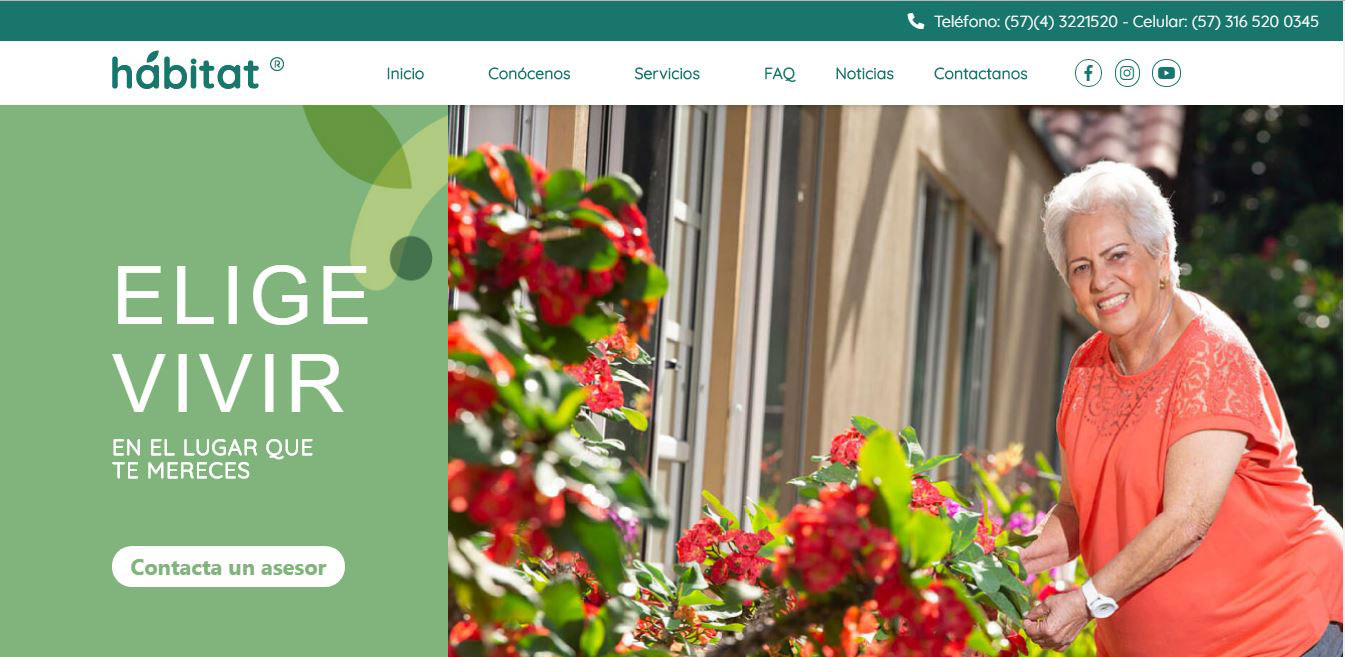 Teléfono: (57)(4) 3221520 - Celular: (57) 316 520 0345
hábitat ®
Inicio Conócenos Servicios FAQ Noticias Contactanos
ELIGE
VIVIR
EN EL LUGAR QUE
TE MERECES
Contacta un asesor